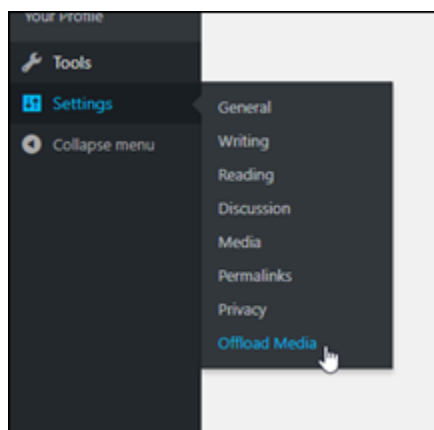 Your Profile
Tools
Settings
Collapse menu
General
Writing
Reading
Discussion
Media
Permalinks
Privacy
Offload Media